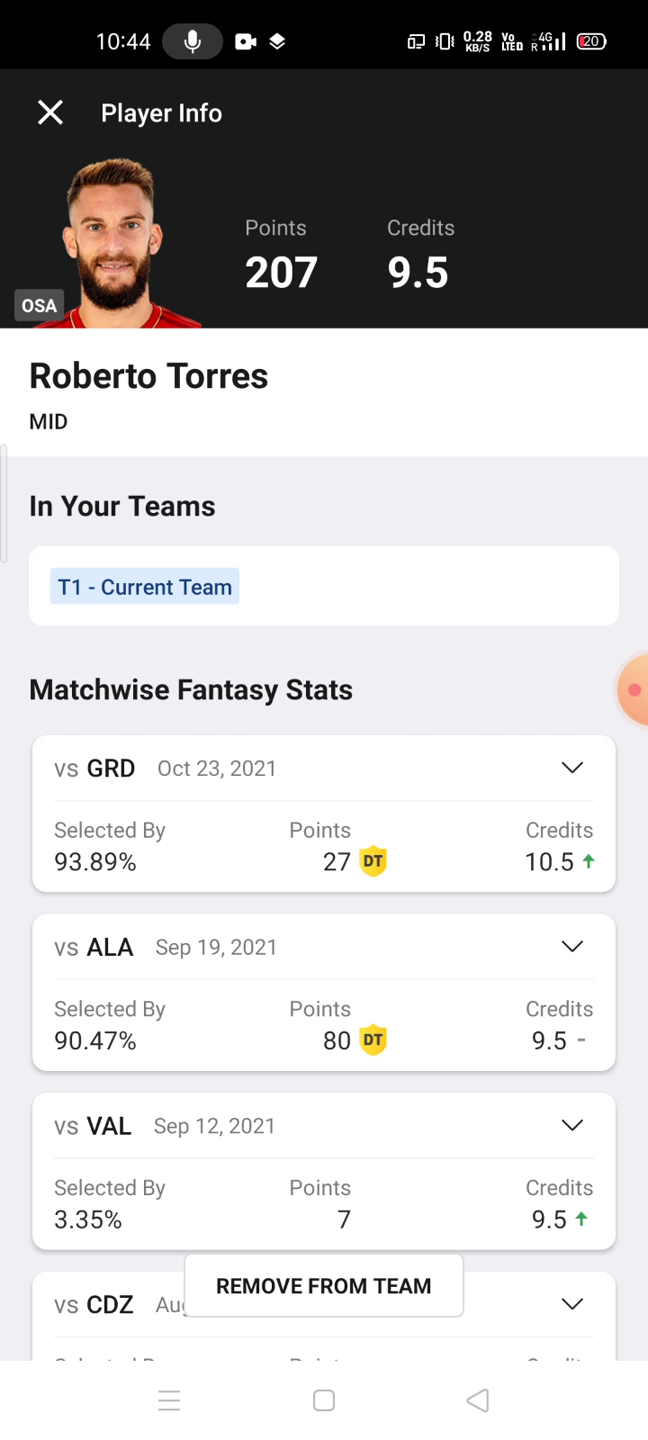 10:44 0.28 KB/S Vo LTED 4G R 20
Player Info
Points Credits
207 9.5
OSA
Roberto Torres
MID
In Your Teams
T1 - Current Team
Matchwise Fantasy Stats
vs GRD Oct 23, 2021
Selected By Points Credits
93.89% 27 DT 10.5
vs ALA Sep 19, 2021
Selected By Points Credits
90.47% 80 DT 9.5 -
vs VAL Sep 12, 2021
Selected By Points Credits
3.35% 7 9.5
REMOVE FROM TEAM
vs CDZ